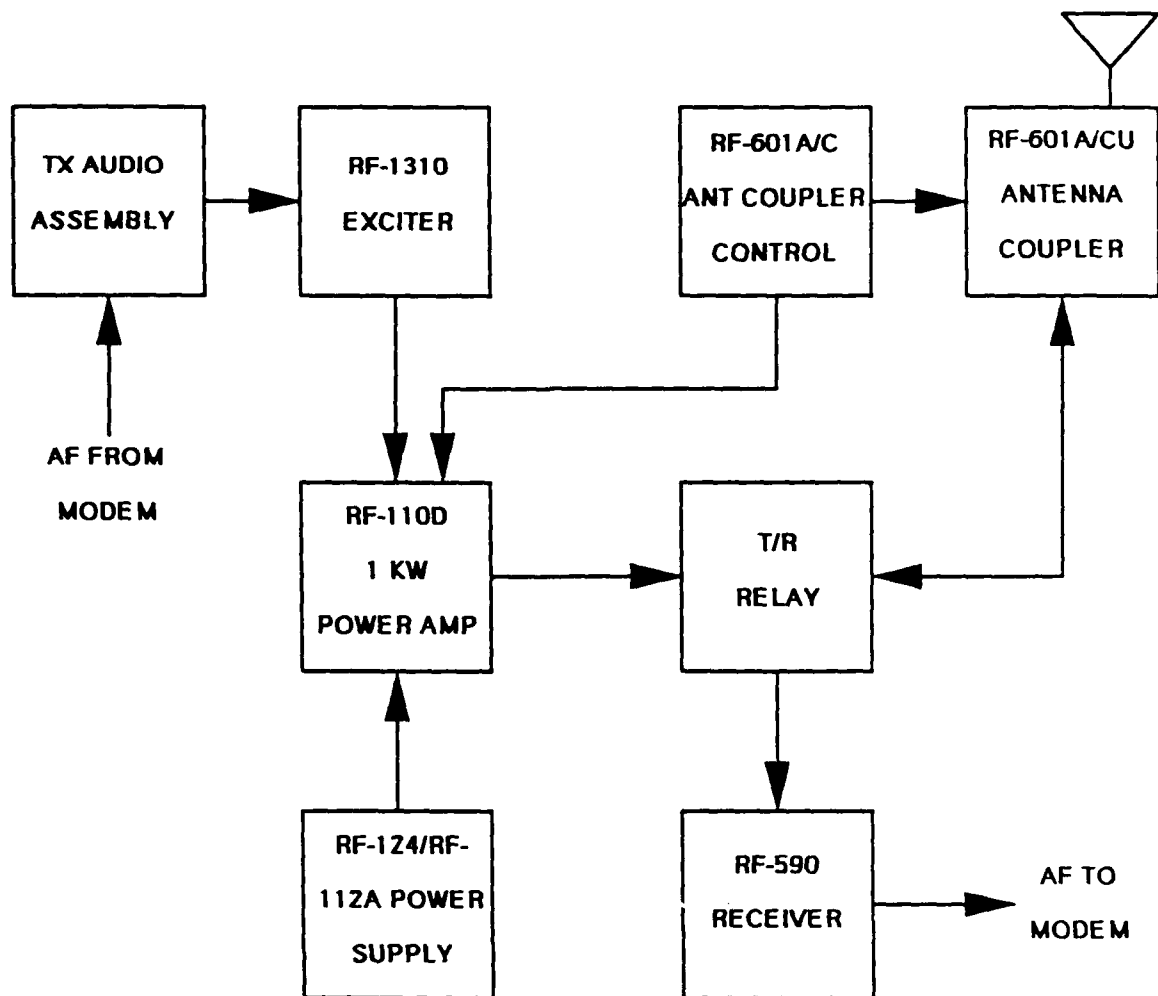 TX AUDIO
ASSEMBLY
RF-1310
EXCITER
RF-601A/C
ANT COUPLER
CONTROL
RF-601A/CU
ANTENNA
COUPLER
AF FROM
MODEM
RF-110D
1 KW
POWER AMP
T/R
RELAY
RF-124/RF-
112A POWER
SUPPLY
RF-590
RECEIVER
AF TO
MODEM